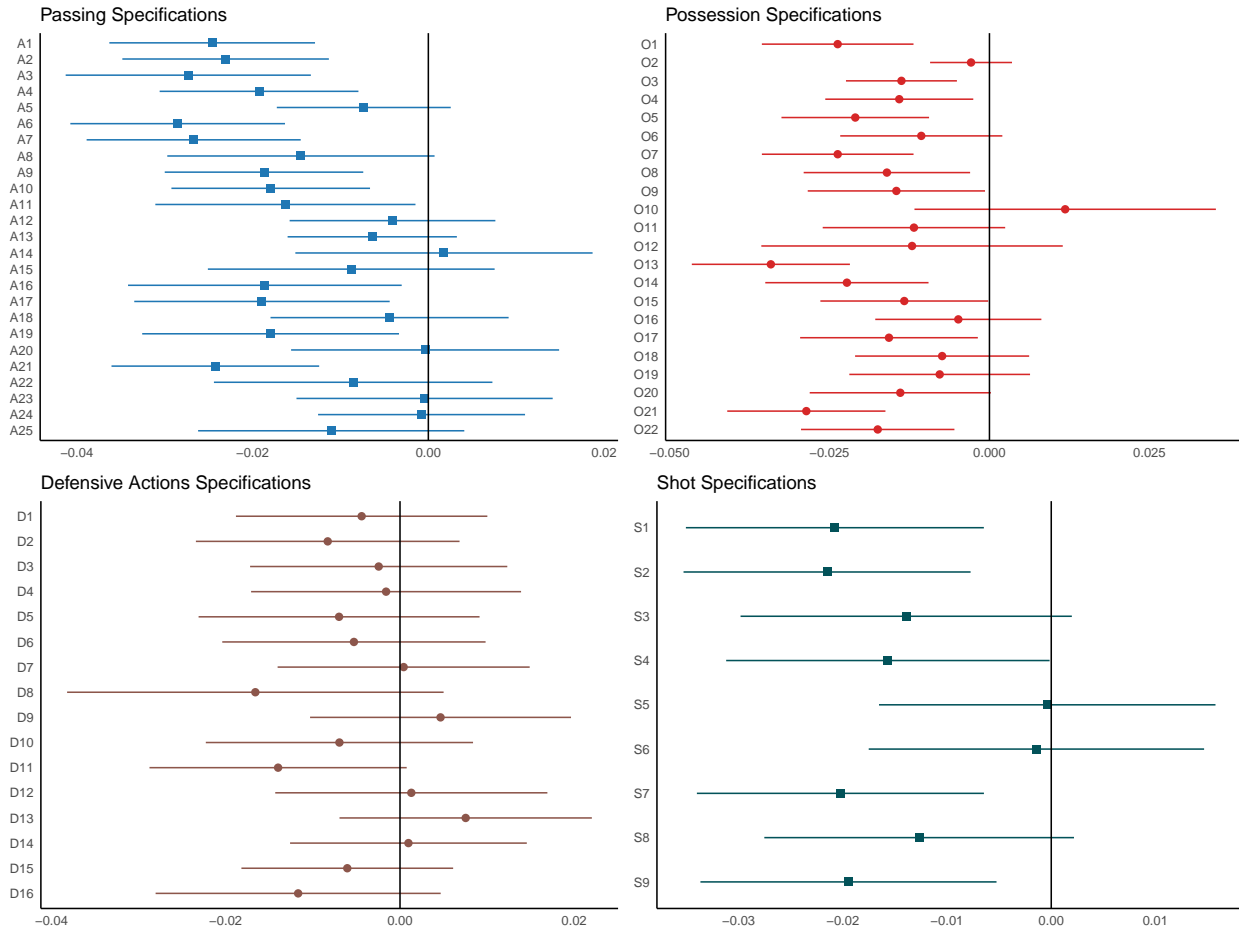 Passing Specifications
A1
A2
A3
A4
A5
A6
A7
A8
A9
A10
A11
A12
A13
A14
A15
A16
A17
A18
A19
A20
A21
A22
A23
A24
A25
−0.04 −0.02 0.00 0.02
Possession Specifications
O1
O2
O3
O4
O5
O6
O7
O8
O9
O10
O11
O12
O13
O14
O15
O16
O17
O18
O19
O20
O21
O22
−0.050 −0.025 0.000 0.025
Defensive Actions Specifications
D1
D2
D3
D4
D5
D6
D7
D8
D9
D10
D11
D12
D13
D14
D15
D16
−0.04 −0.02 0.00 0.02
Shot Specifications
S1
S2
S3
S4
S5
S6
S7
S8
S9
−0.03 −0.02 −0.01 0.00 0.01